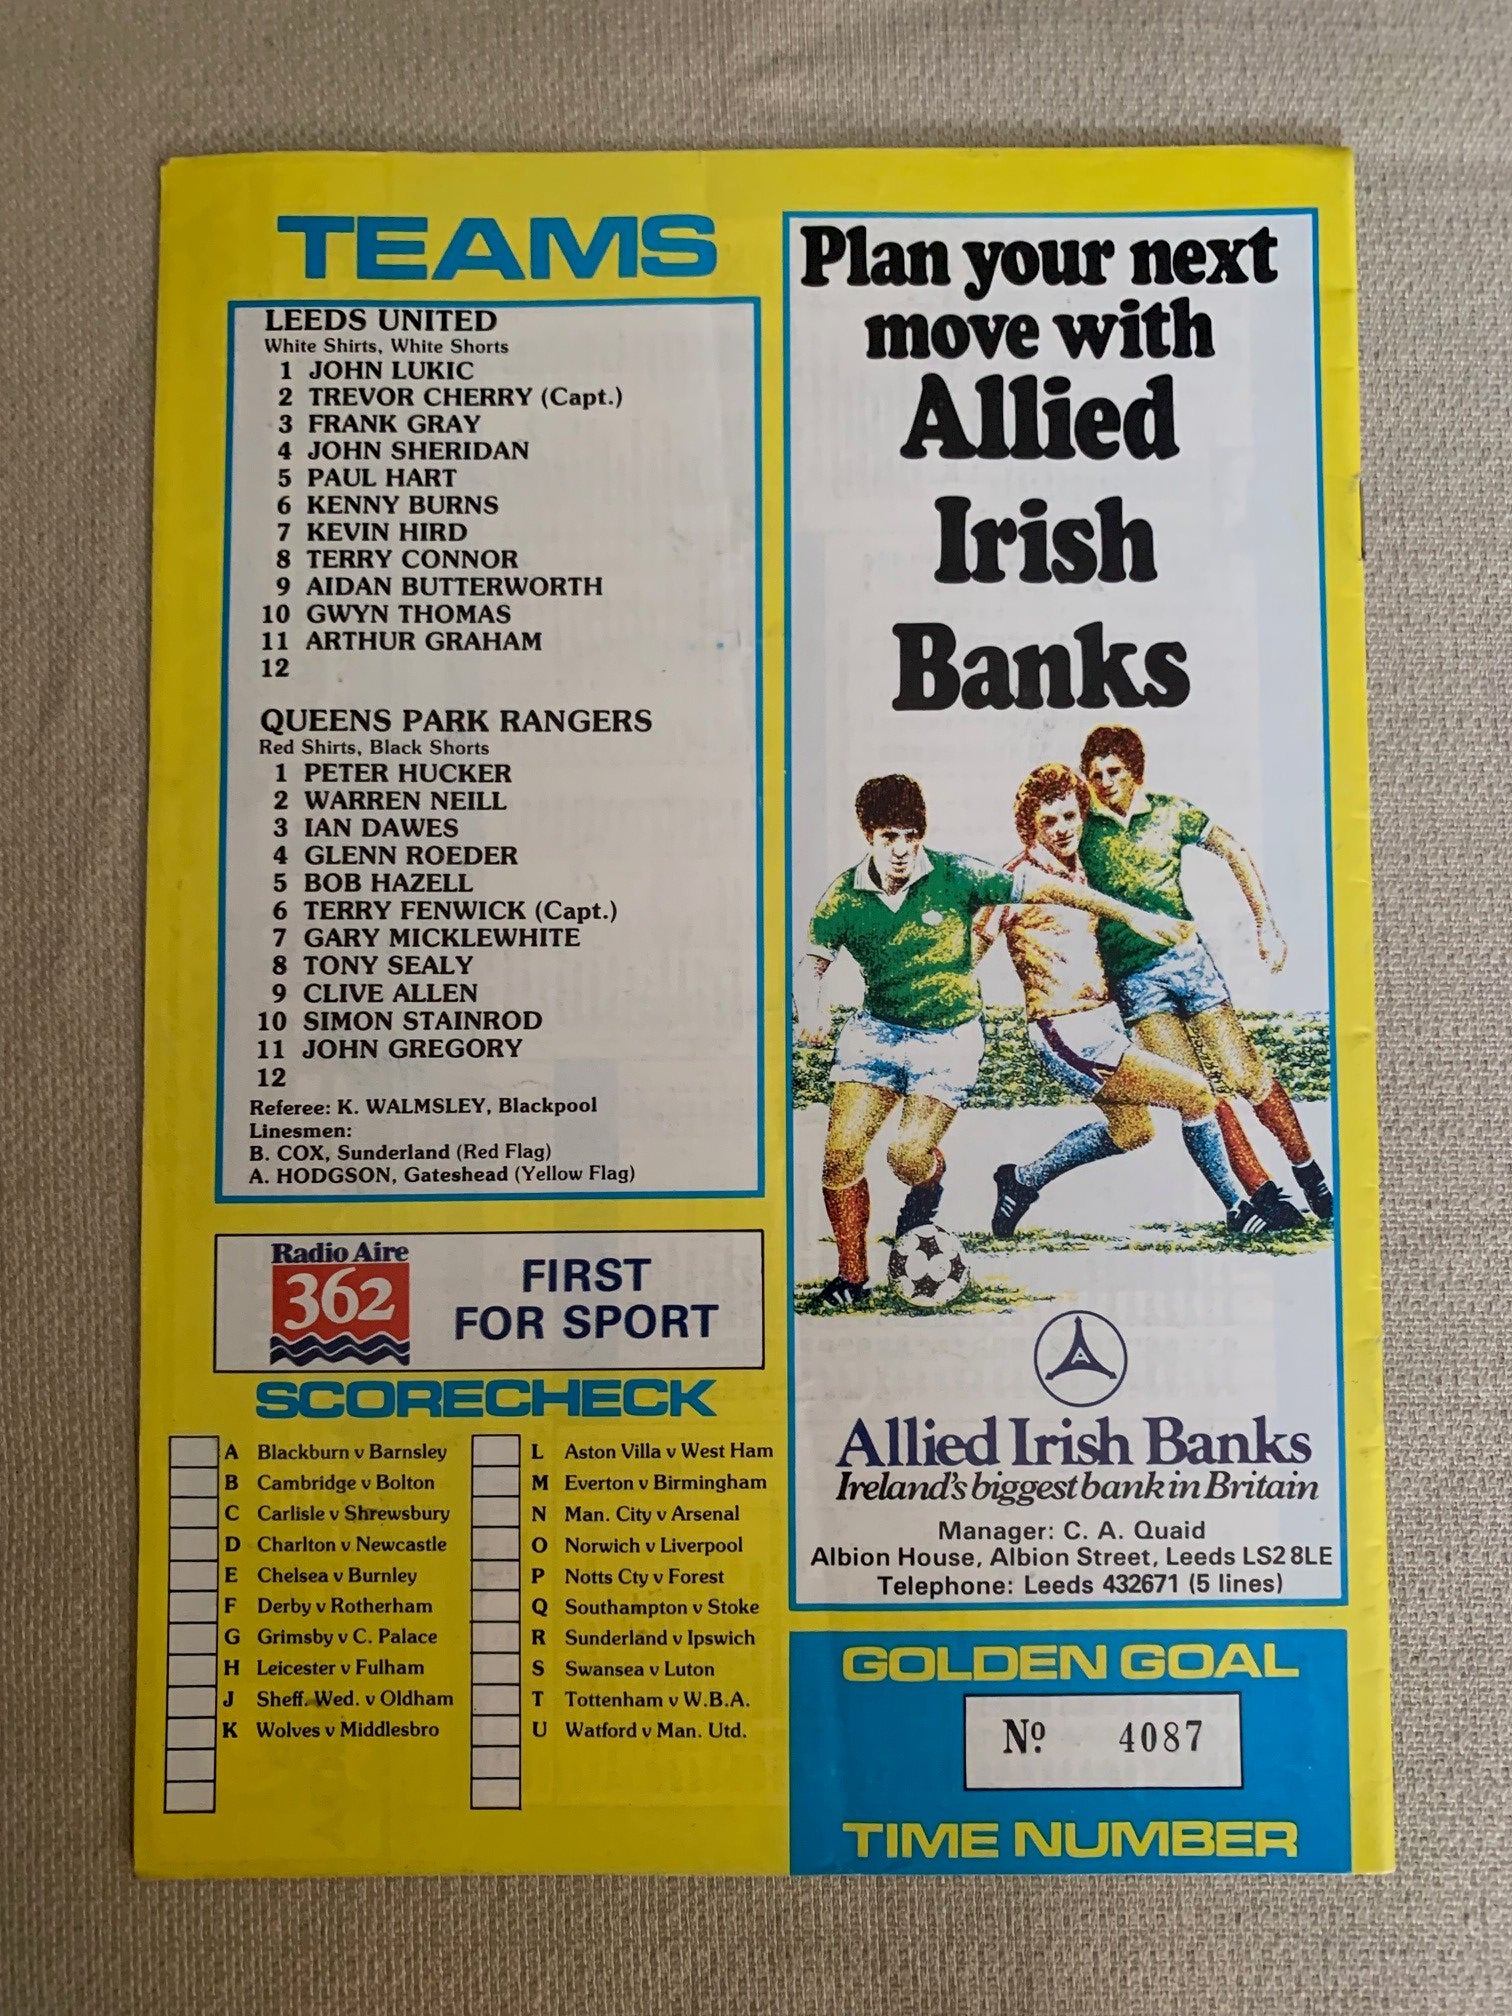 TEAMS
LEEDS UNITED
White Shirts, White Shorts
1 JOHN LUKIC
2 TREVOR CHERRY (Capt.)
3 FRANK GRAY
4 JOHN SHERIDAN
5 PAUL HART
6 KENNY BURNS
7 KEVIN HIRD
8 TERRY CONNOR
9 AIDAN BUTTERWORTH
10 GWYN THOMAS
11 ARTHUR GRAHAM
12
QUEENS PARK RANGERS
Red Shirts, Black Shorts
1 PETER HUCKER
2 WARREN NEILL
3 IAN DAWES
4 GLENN ROEDER
5 BOB HAZELL
6 TERRY FENWICK (Capt.)
7 GARY MICKLEWHITE
8 TONY SEALY
9 CLIVE ALLEN
10 SIMON STAINROD
11 JOHN GREGORY
12
Referee: K. WALMSLEY, Blackpool
Linesmen:
B. COX, Sunderland (Red Flag)
A. HODGSON, Gateshead (Yellow Flag)
Radio Aire
362
FIRST
FOR SPORT
SCORECHECK
A Blackburn v Barnsley
B Cambridge v Bolton
C Carlisle v Shrewsbury
D Charlton v Newcastle
E Chelsea v Burnley
F Derby v Rotherham
G Grimsby v C. Palace
H Leicester v Fulham
J Sheff. Wed. v Oldham
K Wolves v Middlesbro
L Aston Villa v West Ham
M Everton v Birmingham
N Man. City v Arsenal
O Norwich v Liverpool
P Notts Cty v Forest
Q Southampton v Stoke
R Sunderland v Ipswich
S Swansea v Luton
T Tottenham v W.B.A.
U Watford v Man. Utd.
Plan your next
move with
Allied
Irish
Banks
A
Allied Irish Banks
Ireland's biggest bank in Britain
Manager: C. A. Quaid
Albion House, Albion Street, Leeds LS2 8LE
Telephone: Leeds 432671 (5 lines)
GOLDEN GOAL
Nº 4087
TIME NUMBER